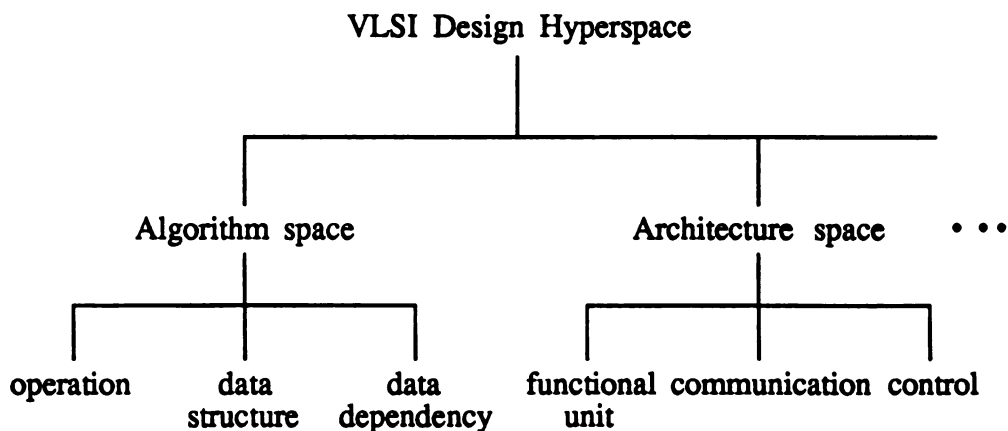 VLSI Design Hyperspace
Algorithm space
Architecture space
• • •
operation
data
structure
data
dependency
functional
unit
communication
control